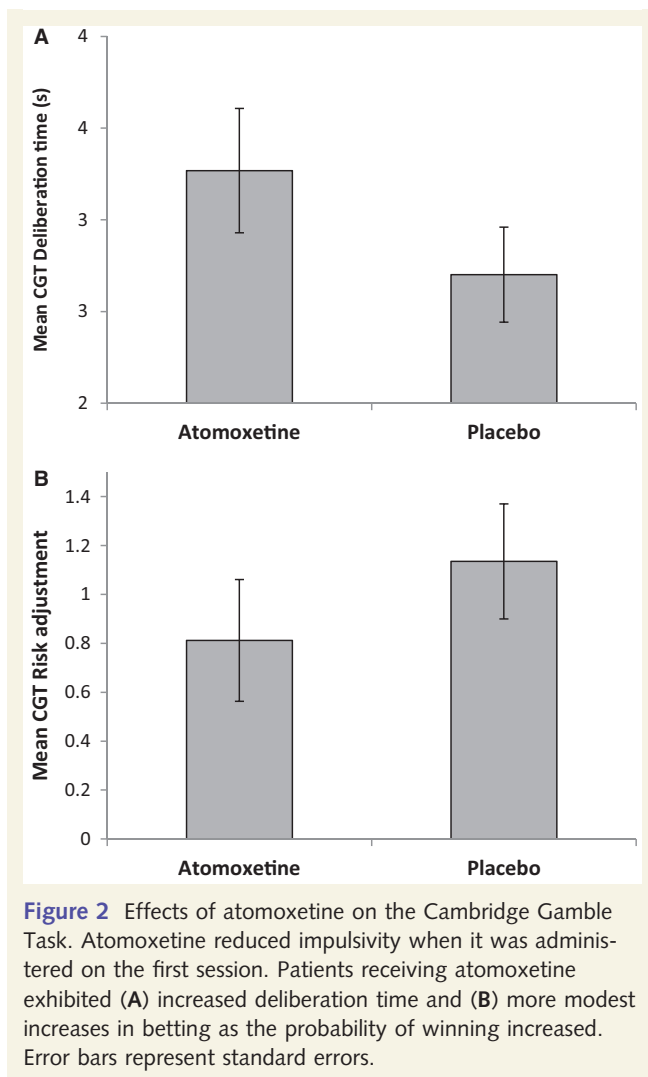 A
4
4
3
3
2
Mean CGT Deliberation time (s)
Atomoxetine Placebo
B
1.4
1.2
1
0.8
0.6
0.4
0.2
0
Mean CGT Risk adjustment
Atomoxetine Placebo
Figure 2 Effects of atomoxetine on the Cambridge Gamble
Task. Atomoxetine reduced impulsivity when it was adminis-
tered on the first session. Patients receiving atomoxetine
exhibited (A) increased deliberation time and (B) more modest
increases in betting as the probability of winning increased.
Error bars represent standard errors.